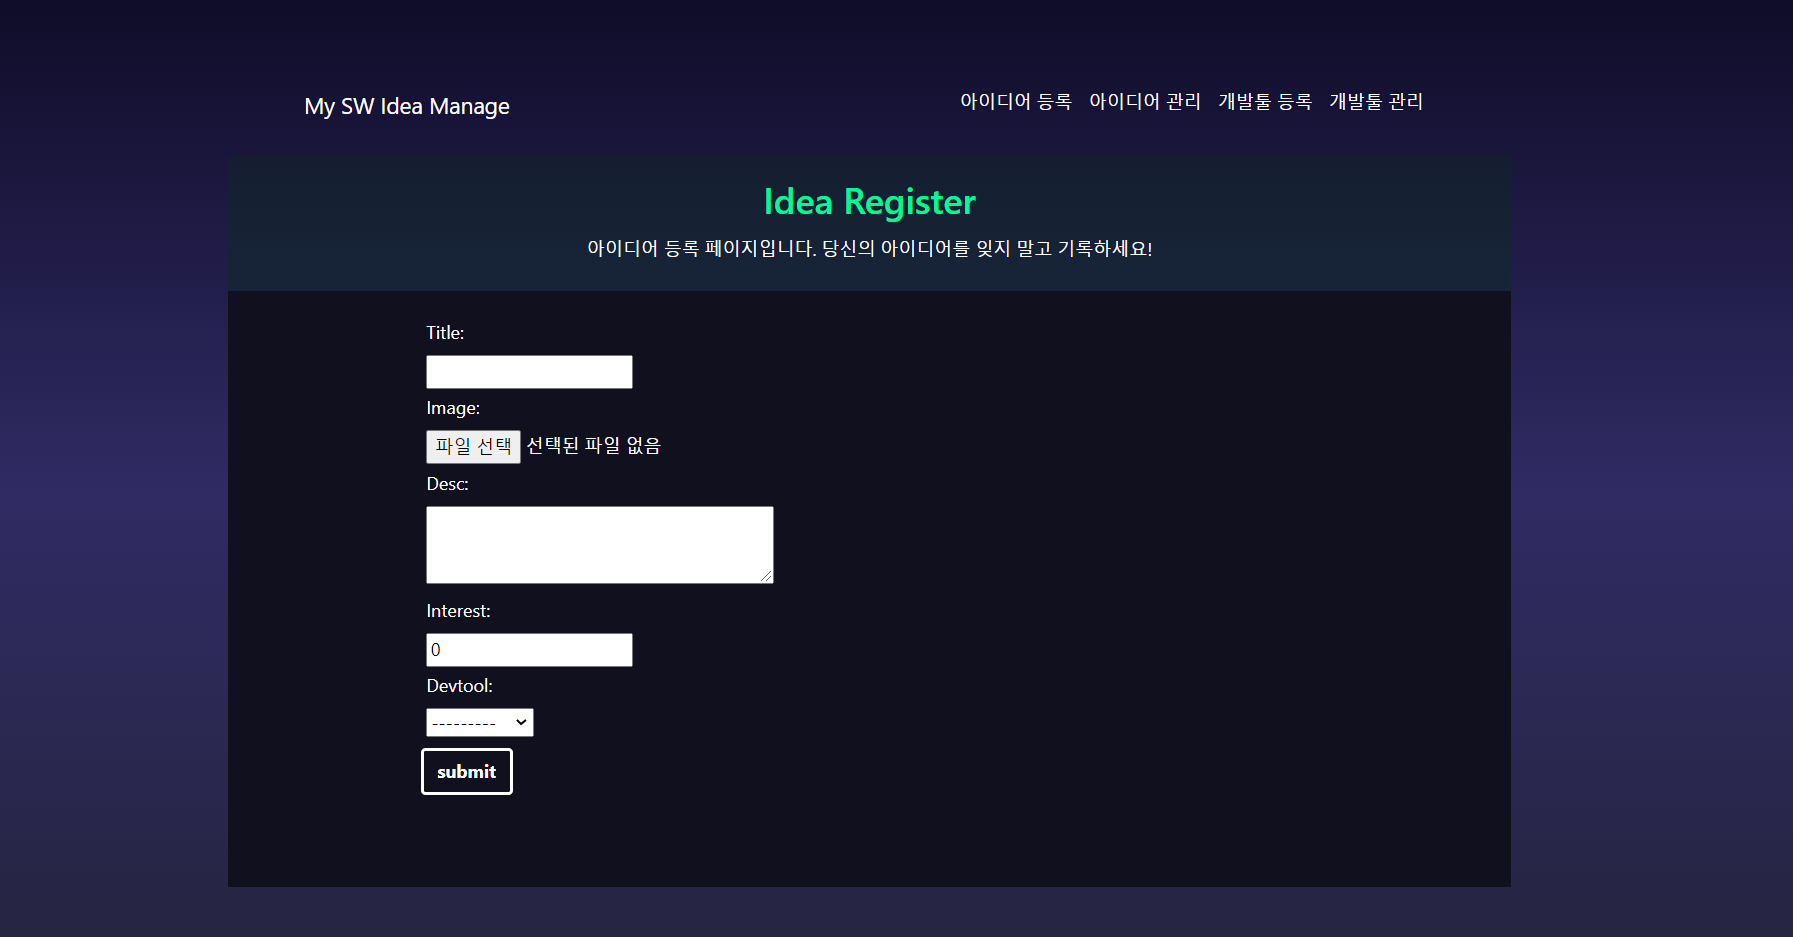 My SW Idea Manage
아이디어 등록 아이디어 관리 개발툴 등록 개발툴 관리
Idea Register
아이디어 등록 페이지입니다. 당신의 아이디어를 잊지 말고 기록하세요!
Title:
Image:
파일 선택 선택된 파일 없음
Desc:
Interest:
0
Devtool:
---------
submit